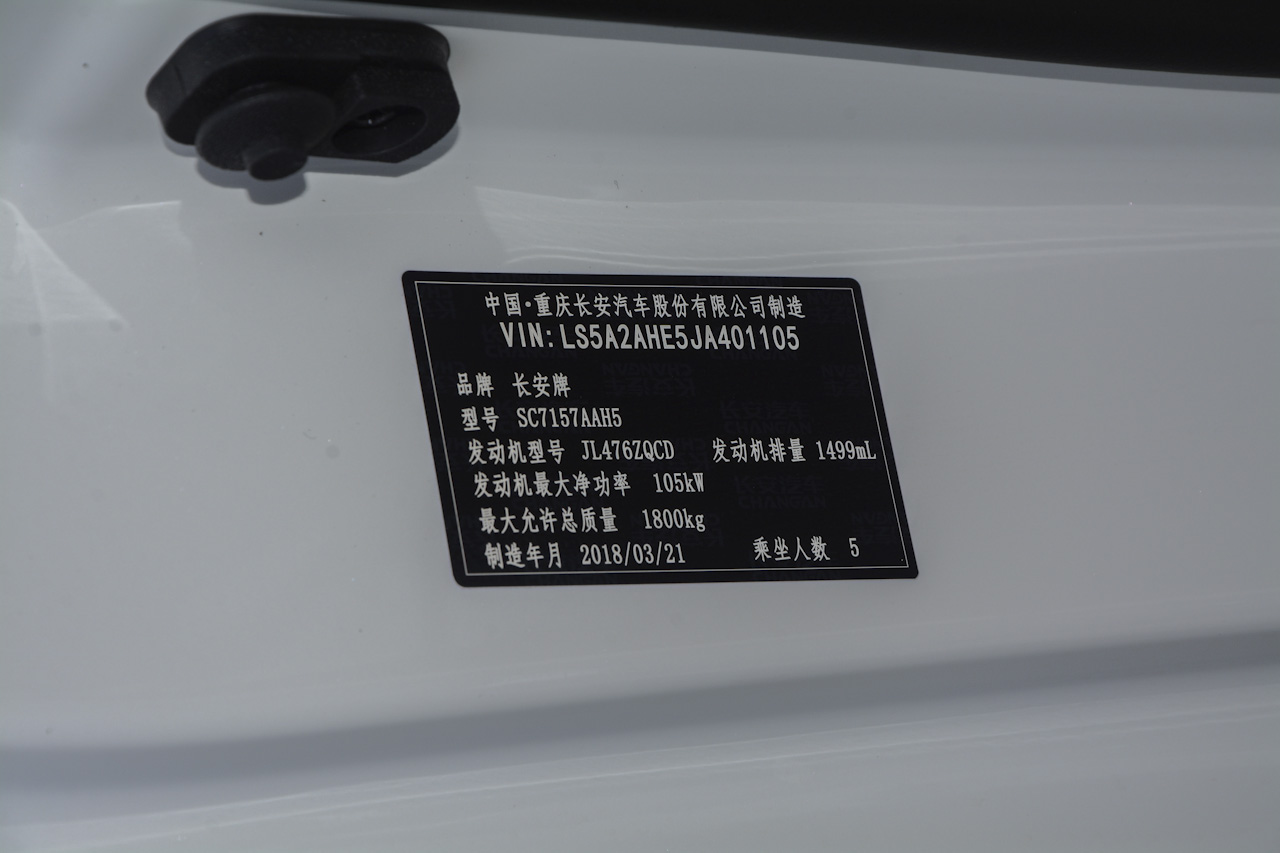 中国·重庆长安汽车股份有限公司制造
VIN: LS5A2AHE5JA401105
品牌 长安牌
型号 SC7157AAH5
发动机型号 JL476ZQCD 发动机排量 1499mL
发动机最大净功率 105kW
最大允许总质量 1800kg
制造年月 2018/03/21 乘坐人数 5